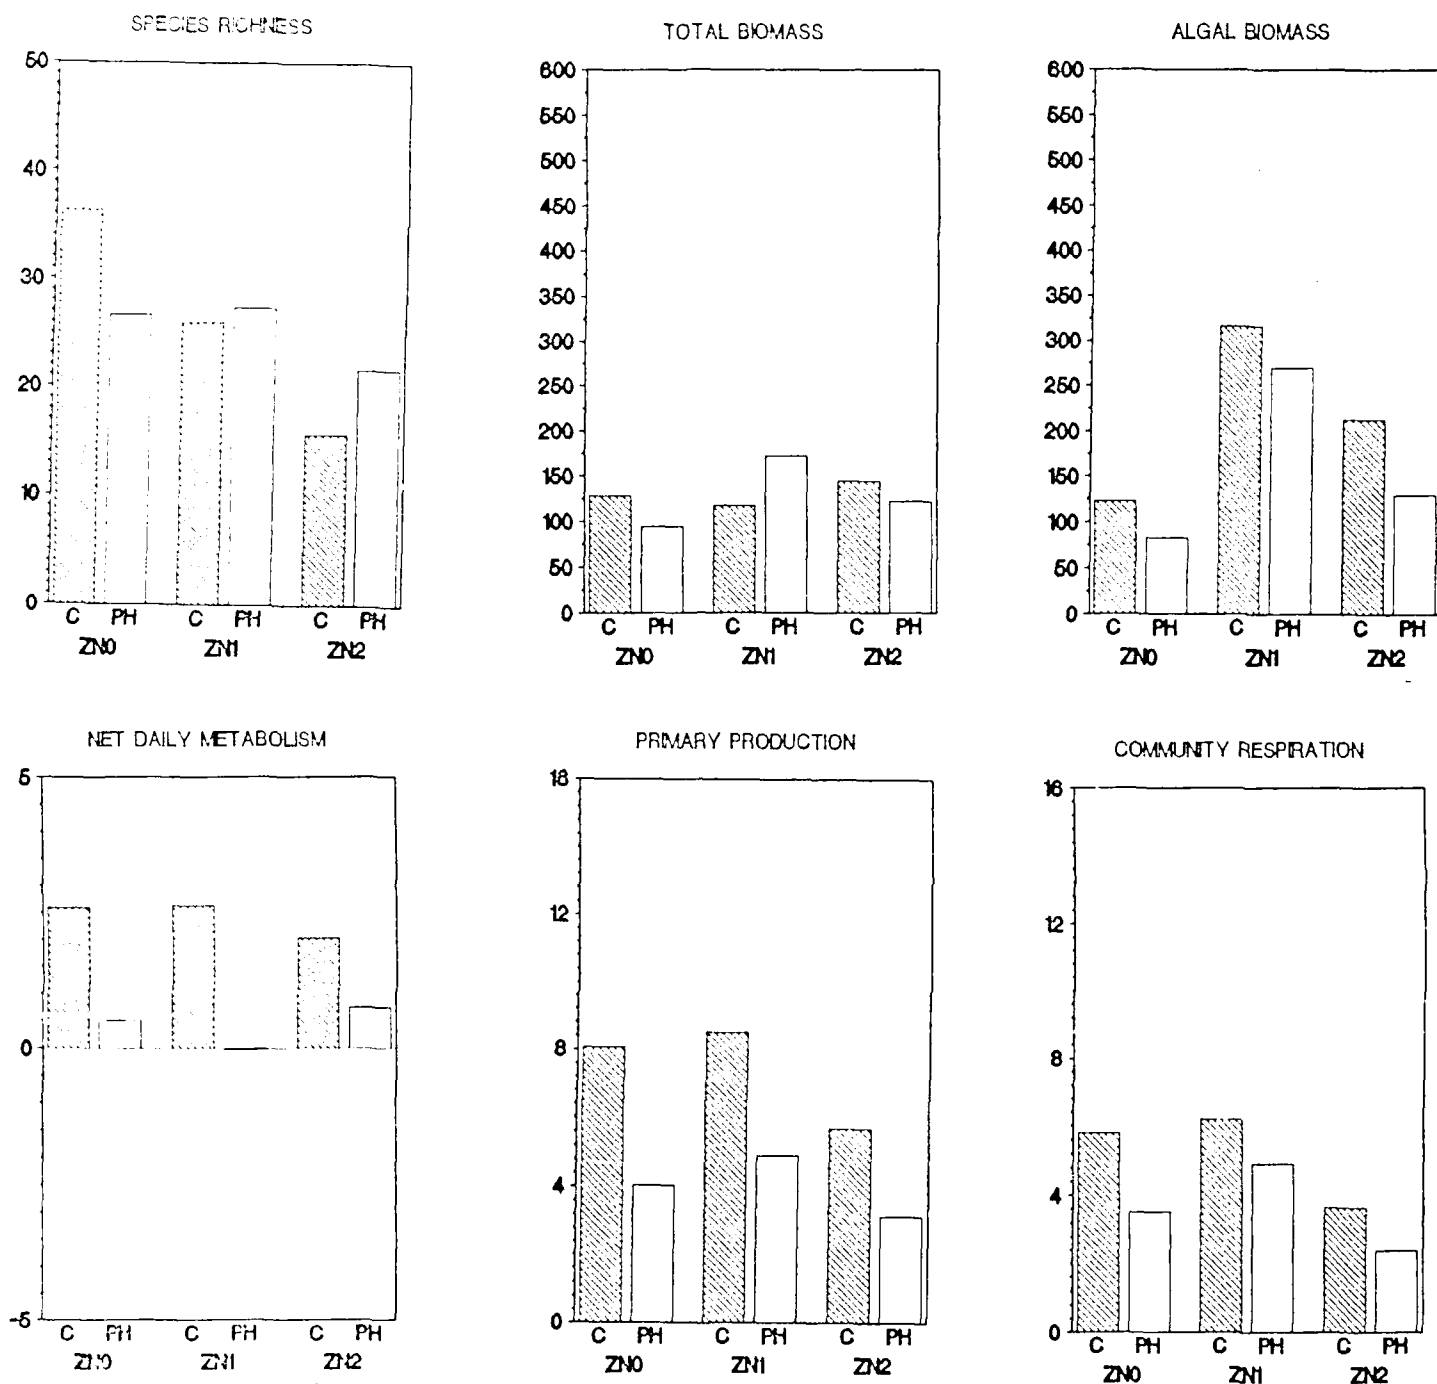 SPECIES RICHNESS
50
40
30
20
10
0
C PH C PH C PH
ZN0 ZN1 ZN2
TOTAL BIOMASS
600
550
500
450
400
350
300
250
200
150
100
50
0
C PH C PH C PH
ZN0 ZN1 ZN2
ALGAL BIOMASS
600
550
500
450
400
350
300
250
200
150
100
50
0
C PH C PH C PH
ZN0 ZN1 ZN2
NET DAILY METABOLISM
5
0
-5
C PH C PH C PH
ZN0 ZN1 ZN2
PRIMARY PRODUCTION
18
12
8
4
0
C PH C PH C PH
ZN0 ZN1 ZN2
COMMUNITY RESPIRATION
16
12
8
4
0
C PH C PH C PH
ZN0 ZN1 ZN2